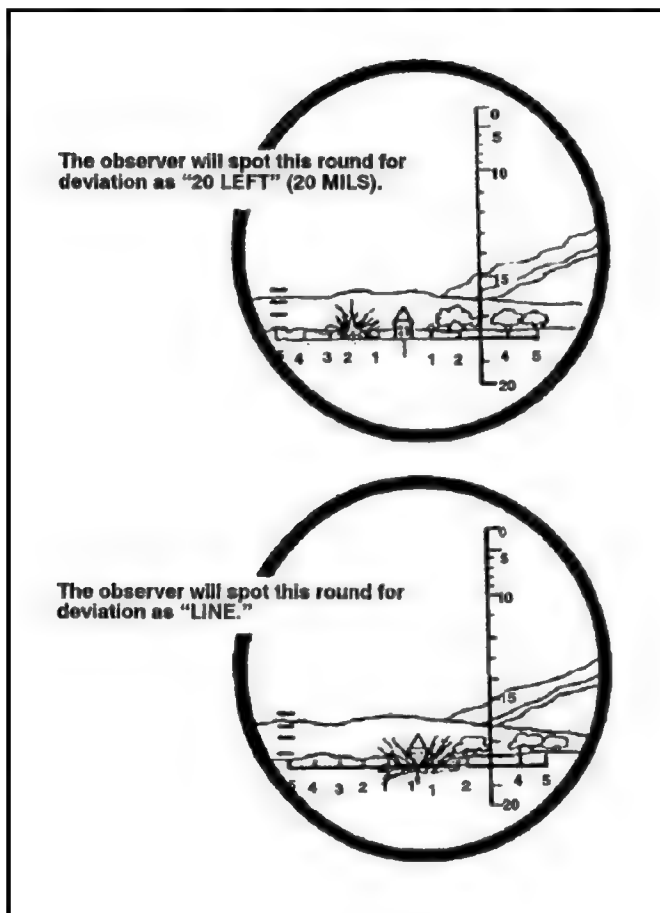 The observer will spot this round for
deviation as "20 LEFT" (20 MILS).
0
5
10
15
4 3 2 1 1 2 4 5
20
The observer will spot this round for
deviation as "LINE."
0
5
10
15
5 4 3 2 1 1 1 2 4 5
20